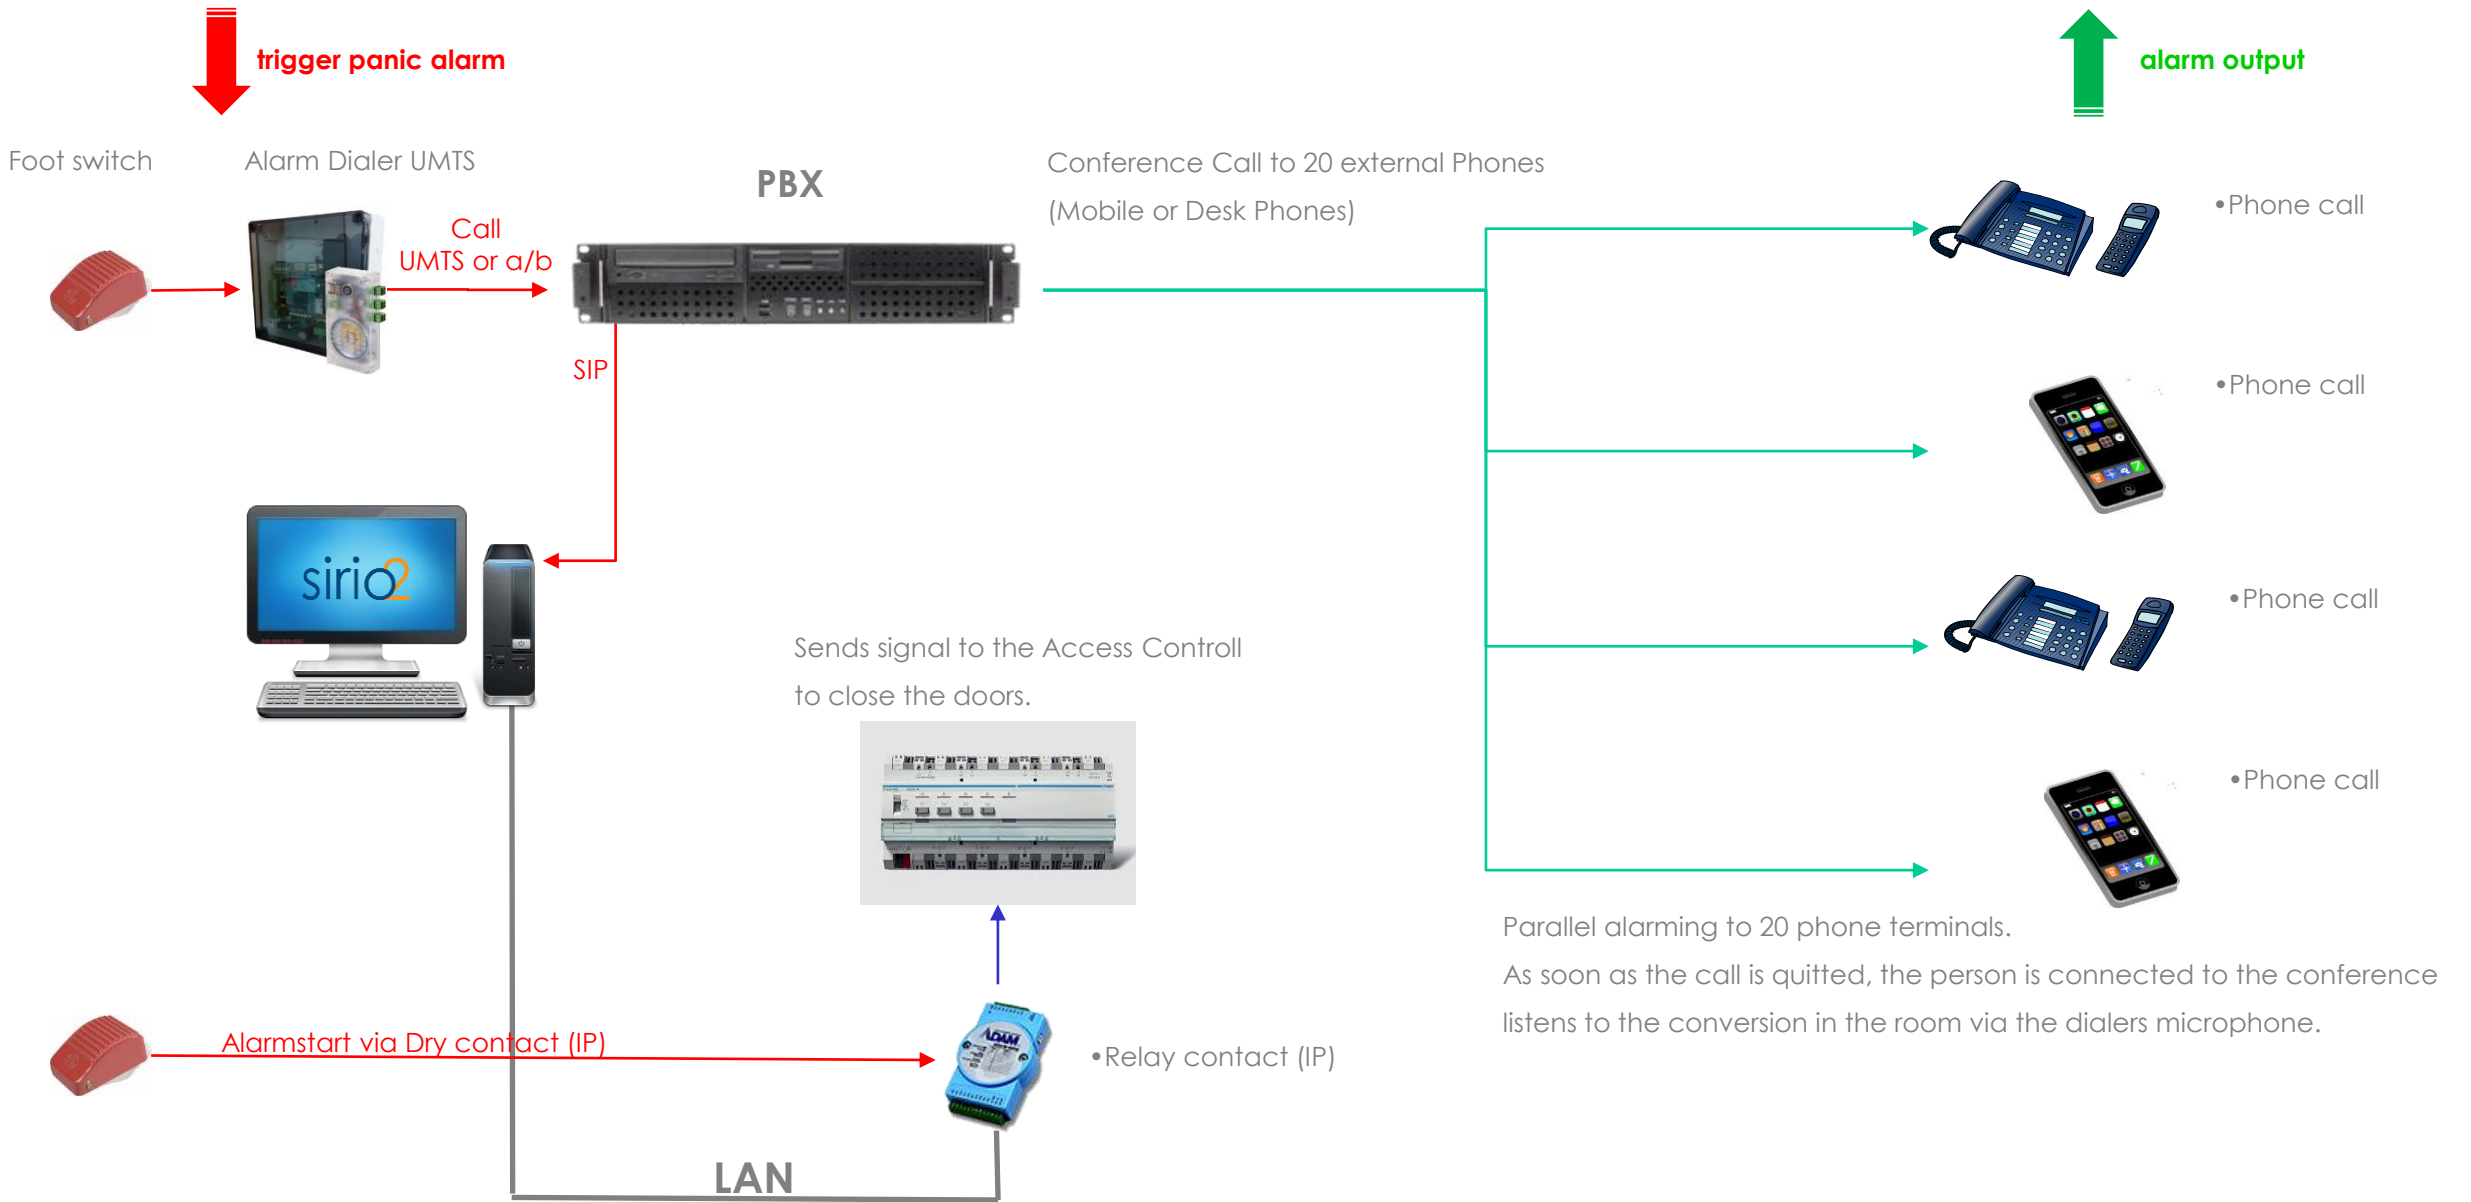 trigger panic alarm
alarm output
Foot switch
Alarm Dialer UMTS
PBX
Conference Call to 20 external Phones
(Mobile or Desk Phones)
•Phone call
Call
UMTS or a/b
SIP
•Phone call
sirio2
•Phone call
Sends signal to the Access Controll
to close the doors.
•Phone call
Parallel alarming to 20 phone terminals.
As soon as the call is quitted, the person is connected to the conference
listens to the conversion in the room via the dialers microphone.
Alarmstart via Dry contact (IP)
ADAM
•Relay contact (IP)
LAN